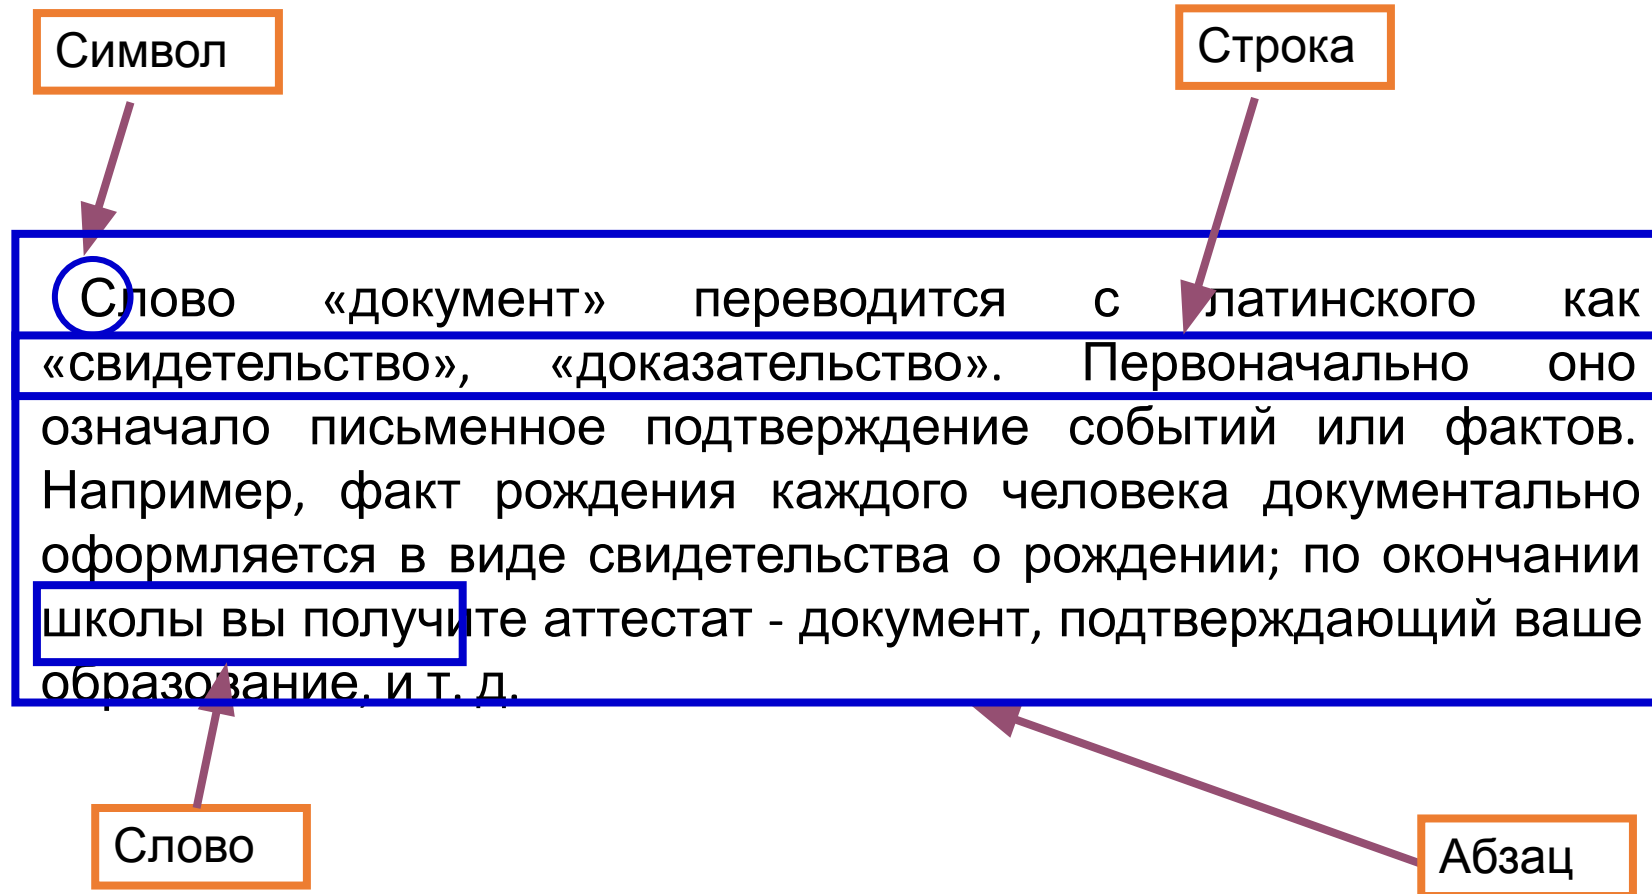 Символ
Строка
Слово «документ» переводится с латинского как
«свидетельство», «доказательство». Первоначально оно
означало письменное подтверждение событий или фактов.
Например, факт рождения каждого человека документально
оформляется в виде свидетельства о рождении; по окончании
школы вы получите аттестат - документ, подтверждающий ваше
образование, и т. д.
Слово
Абзац